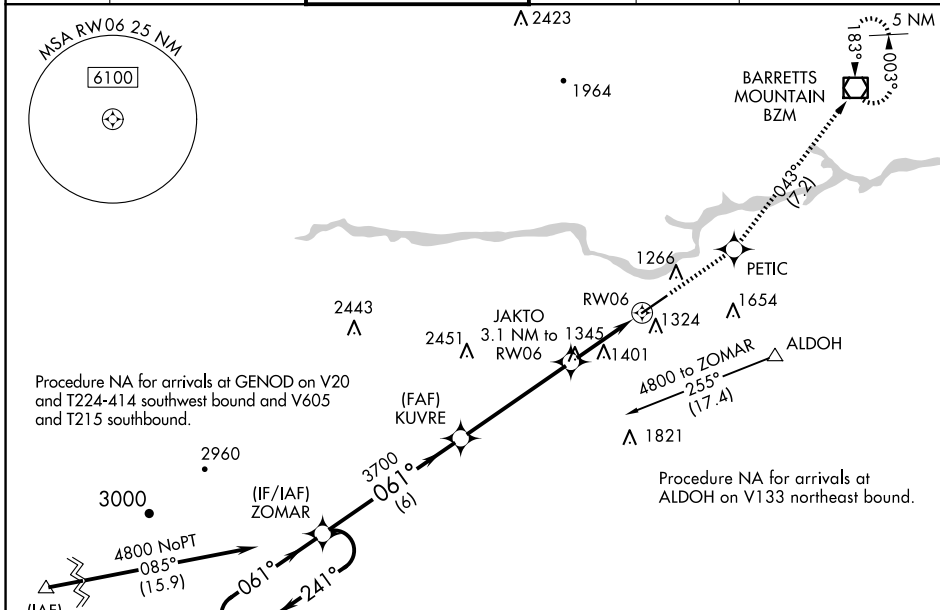 2423
5 NM
MSA RW06 25 NM
6100
1964
183°
003°
BARRETTS
MOUNTAIN
BZM
043°
(7.2)
1266
PETIC
RW06
2443
JAKTO
3.1 NM to
RW06
1345
1324
1654
2451
1401
ALDOH
4800 to ZOMAR
255°
(17.4)
Procedure NA for arrivals at GENOD on V20
and T224-414 southwest bound and V605
and T215 southbound.
(FAF)
KUVRE
1821
2960
3700
061°
(6)
Procedure NA for arrivals at
ALDOH on V133 northeast bound.
3000
(IF/IAF)
ZOMAR
4800 NoPT
085°
(15.9)
061°
241°
(IAF)